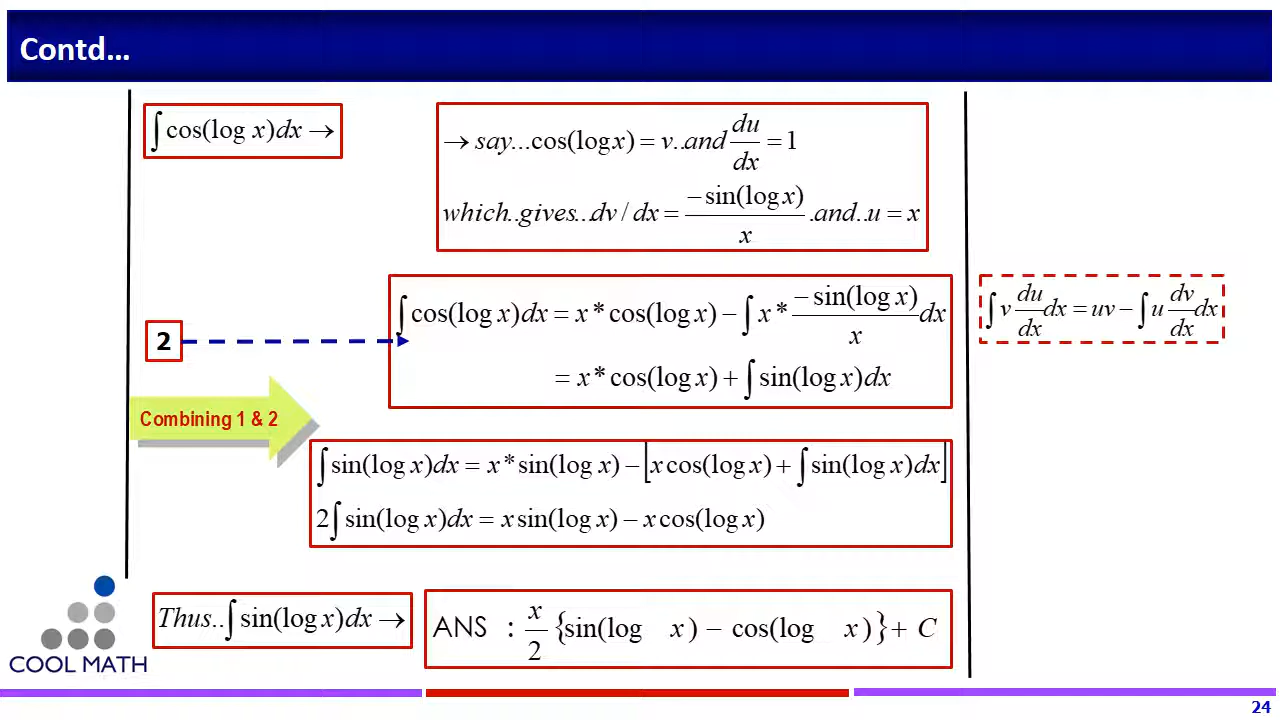 Contd...
∫cos(log x)dx →
→ say...cos(log x) = v..and du/dx = 1
which..gives...dv / dx = −sin(log x)/x .and..u = x
∫cos(log x)dx = x * cos(log x) − ∫ x * −sin(log x)/x dx
= x * cos(log x) + ∫ sin(log x)dx
∫ v du/dx dx = uv − ∫ u dv/dx dx
2
Combining 1 & 2
∫ sin(log x)dx = x * sin(log x) − [x cos(log x) + ∫ sin(log x)dx]
2∫ sin(log x)dx = x sin(log x) − x cos(log x)
Thus..∫ sin(log x)dx →
ANS : x/2 {sin(log x) − cos(log x)} + C
COOL MATH
24